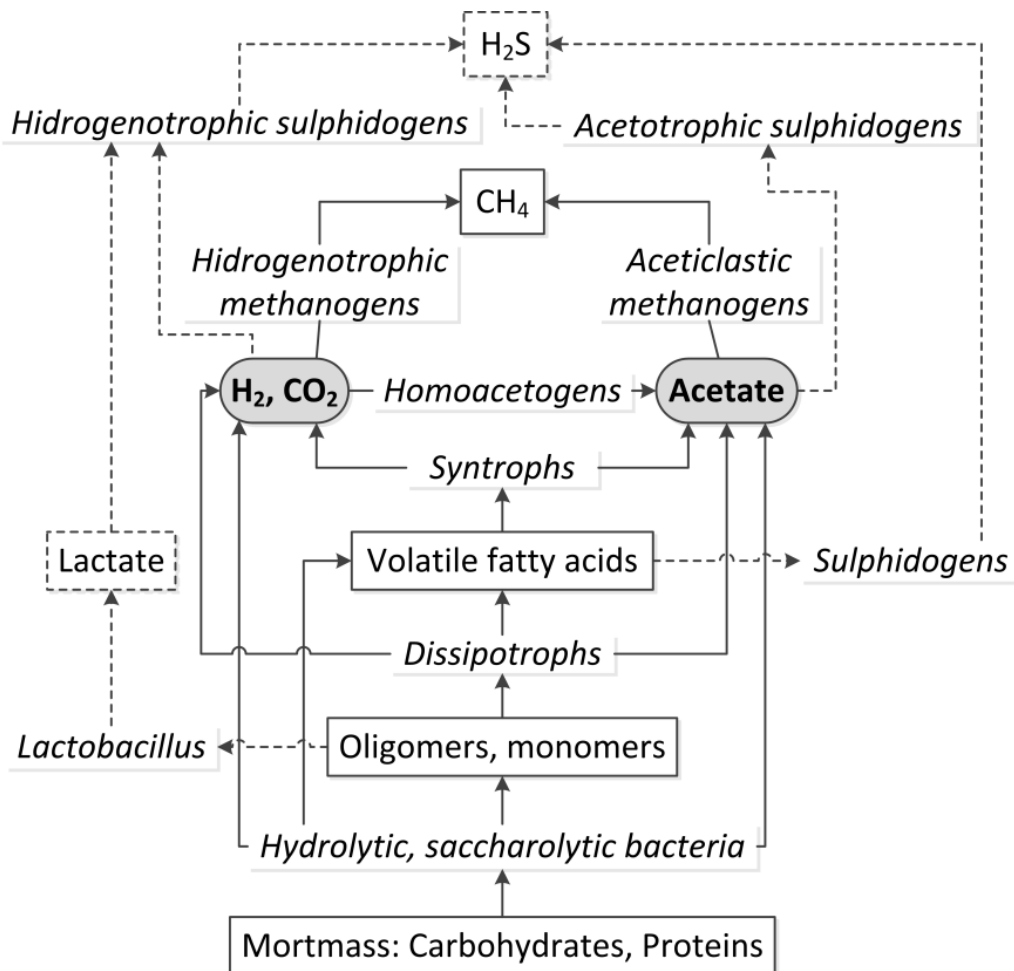 H₂S
Hidrogenotrophic sulphidogens
Acetotrophic sulphidogens
CH₄
Hidrogenotrophic
methanogens
Aceticlastic
methanogens
H₂, CO₂
Homoacetogens
Acetate
Syntrophs
Lactate
Volatile fatty acids
Sulphidogens
Dissipotrophs
Lactobacillus
Oligomers, monomers
Hydrolytic, saccharolytic bacteria
Mortmass: Carbohydrates, Proteins